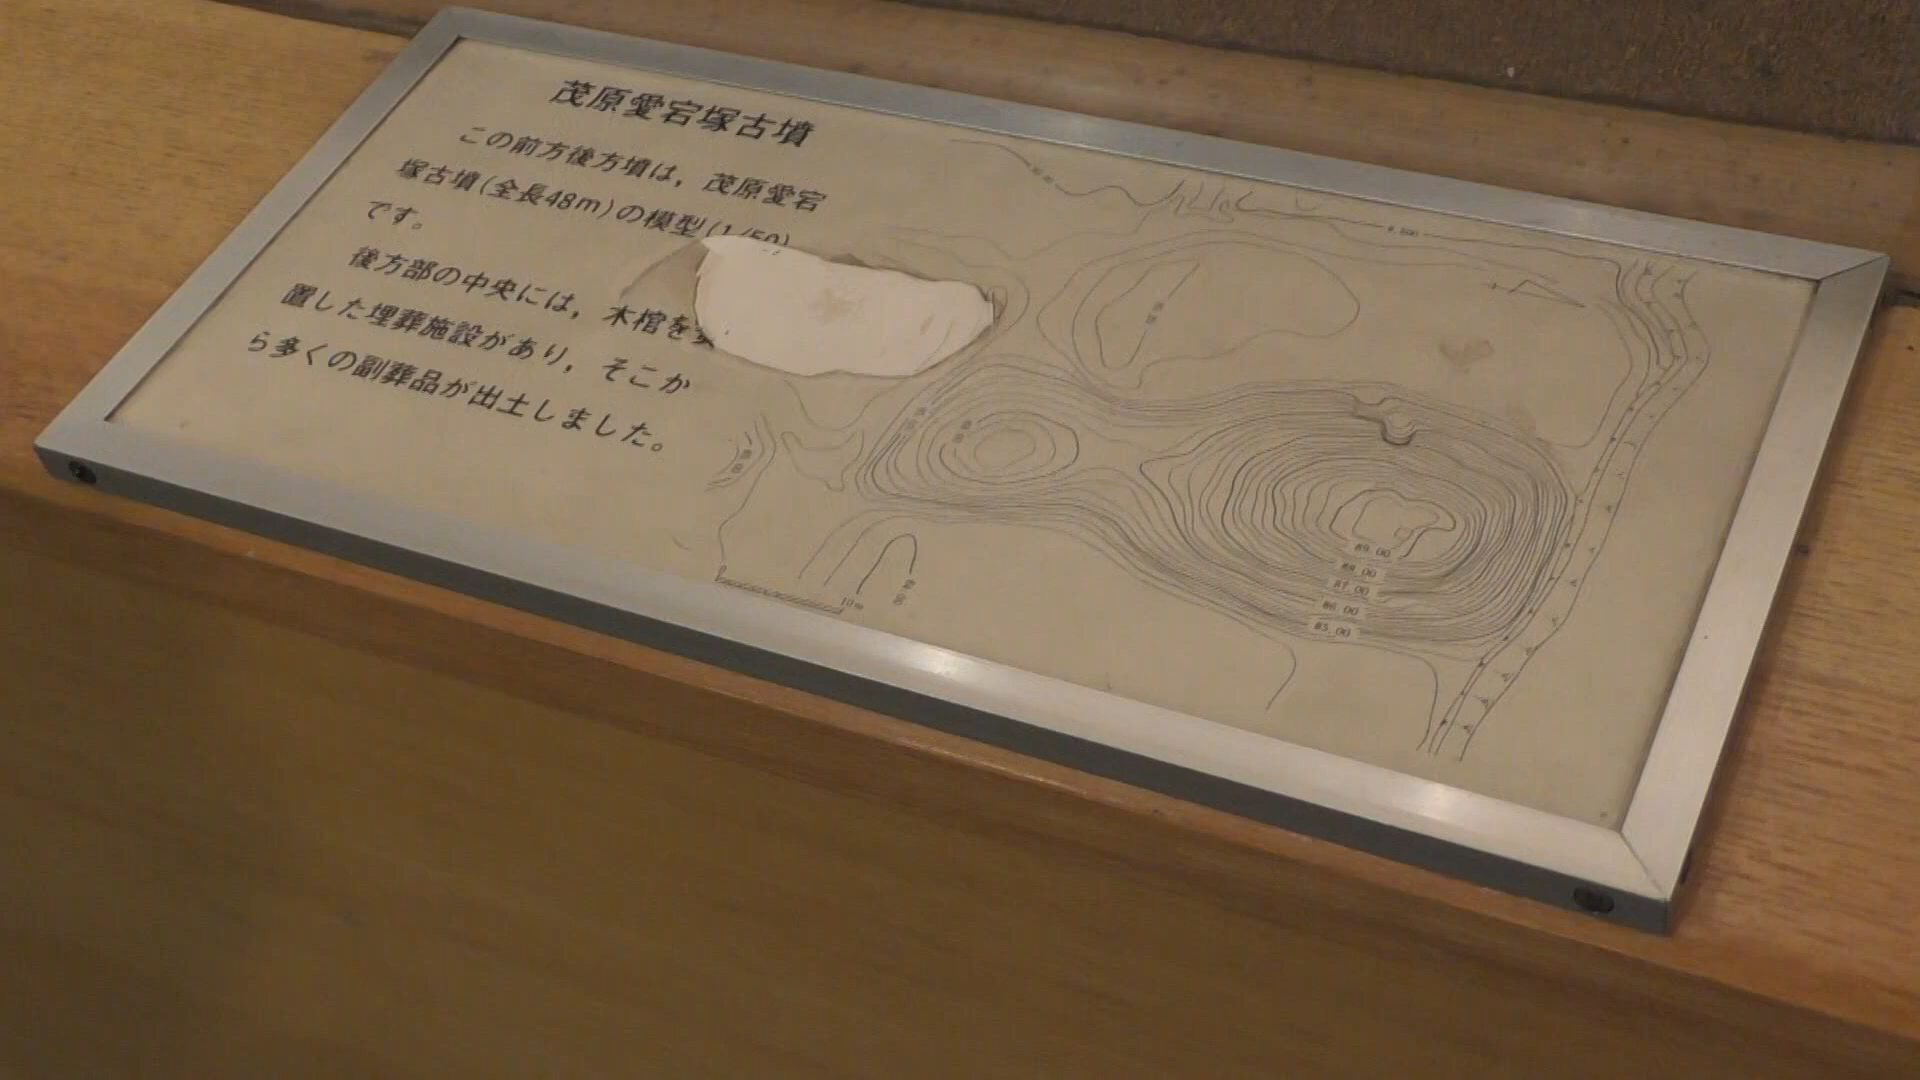 茂原愛宕塚古墳
この前方後方墳は，茂原愛宕
塚古墳(全長48m)の模型(1/50)
です。
後方部の中央には，木棺を
置した埋葬施設があり，そこか
ら多くの副葬品が出土しました。
89.00
88.00
87.00
86.00
85.00
10m